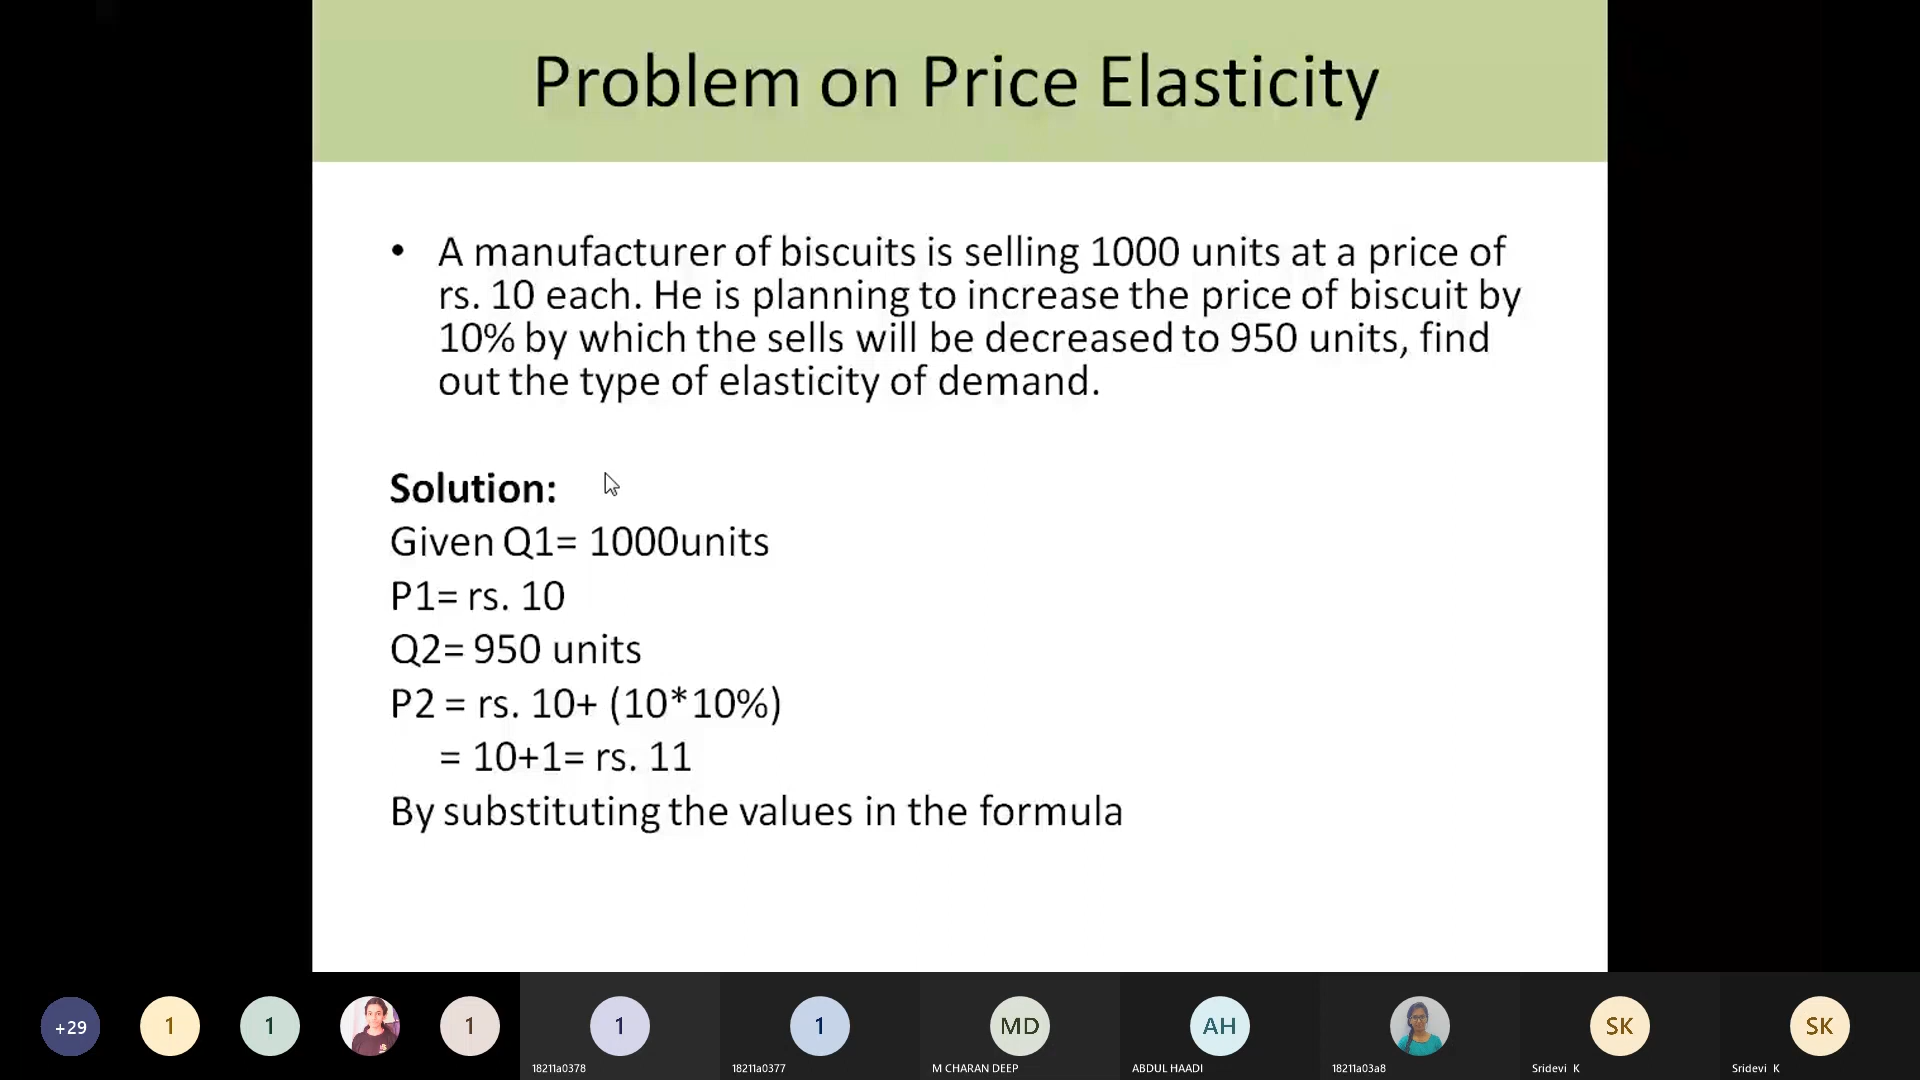 Problem on Price Elasticity
• A manufacturer of biscuits is selling 1000 units at a price of
rs. 10 each. He is planning to increase the price of biscuit by
10% by which the sells will be decreased to 950 units, find
out the type of elasticity of demand.
Solution:
Given Q1= 1000units
P1= rs. 10
Q2= 950 units
P2 = rs. 10+ (10*10%)
= 10+1= rs. 11
By substituting the values in the formula
+29 1 1 1 1 1 MD AH SK SK
18211a0378 18211a0377 M CHARAN DEEP ABDUL HAADI 18211a03a8 Sridevi K Sridevi K